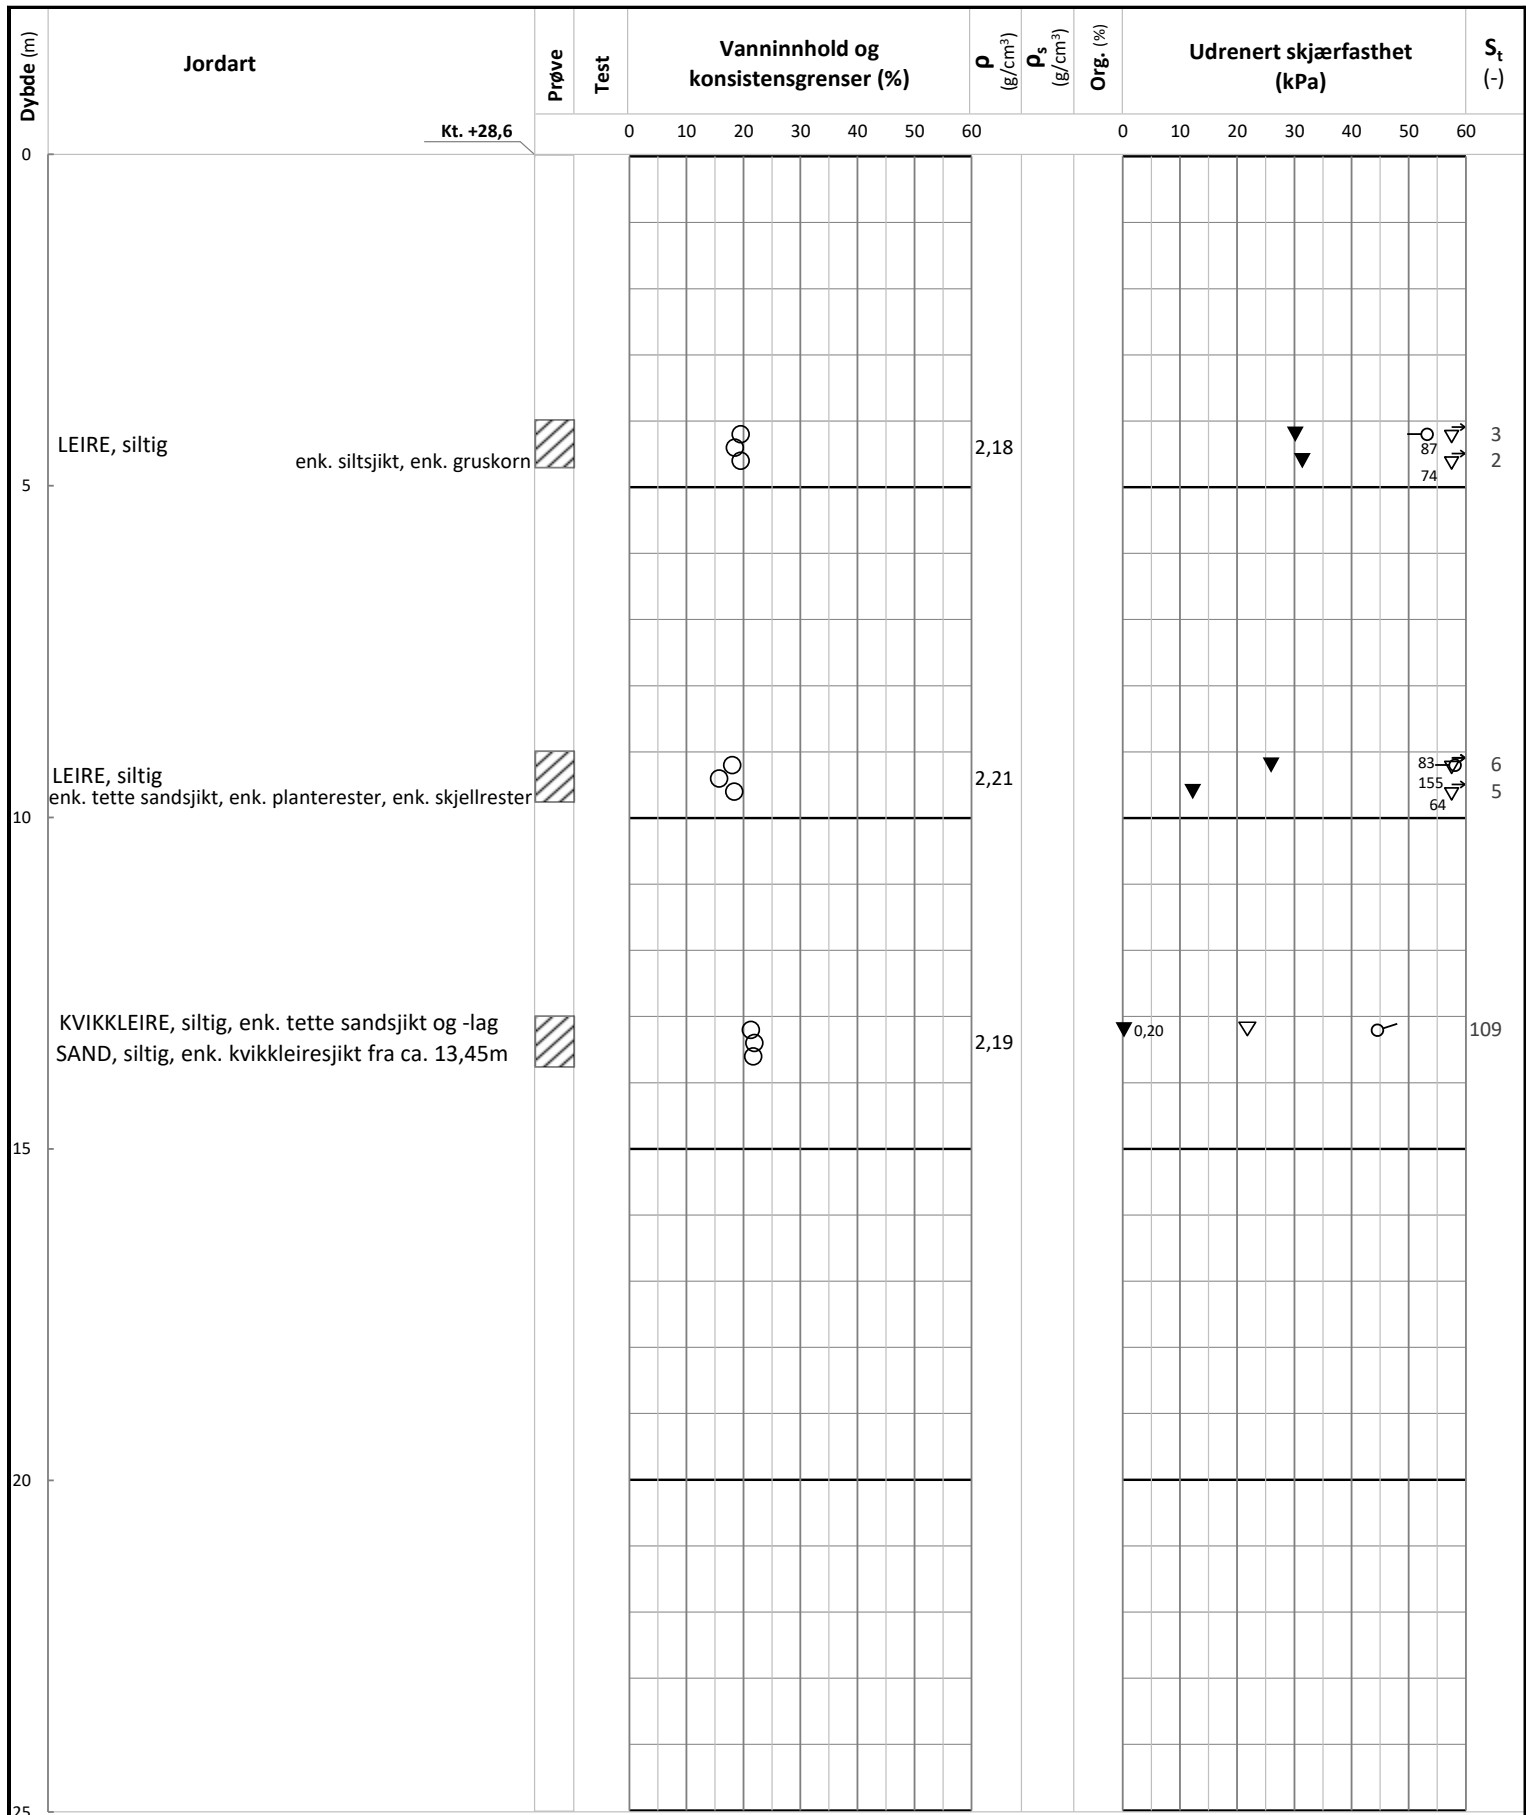 Dybde (m)
Jordart
Prøve
Test
Vanninnhold og
konsistensgrenser (%)
ρ
(g/cm³)
ρs
(g/cm³)
Org. (%)
Udrenert skjærfasthet
(kPa)
St
(-)
Kt. +28,6
0 10 20 30 40 50 60
0 10 20 30 40 50 60
0
LEIRE, siltig
enk. siltsjikt, enk. gruskorn
2,18
87
3
74
2
5
LEIRE, siltig
enk. tette sandsjikt, enk. planterester, enk. skjellrester
2,21
83
6
155
5
64
10
KVIKKLEIRE, siltig, enk. tette sandsjikt og -lag
SAND, siltig, enk. kvikkleiresjikt fra ca. 13,45m
2,19
0,20
109
15
20
25